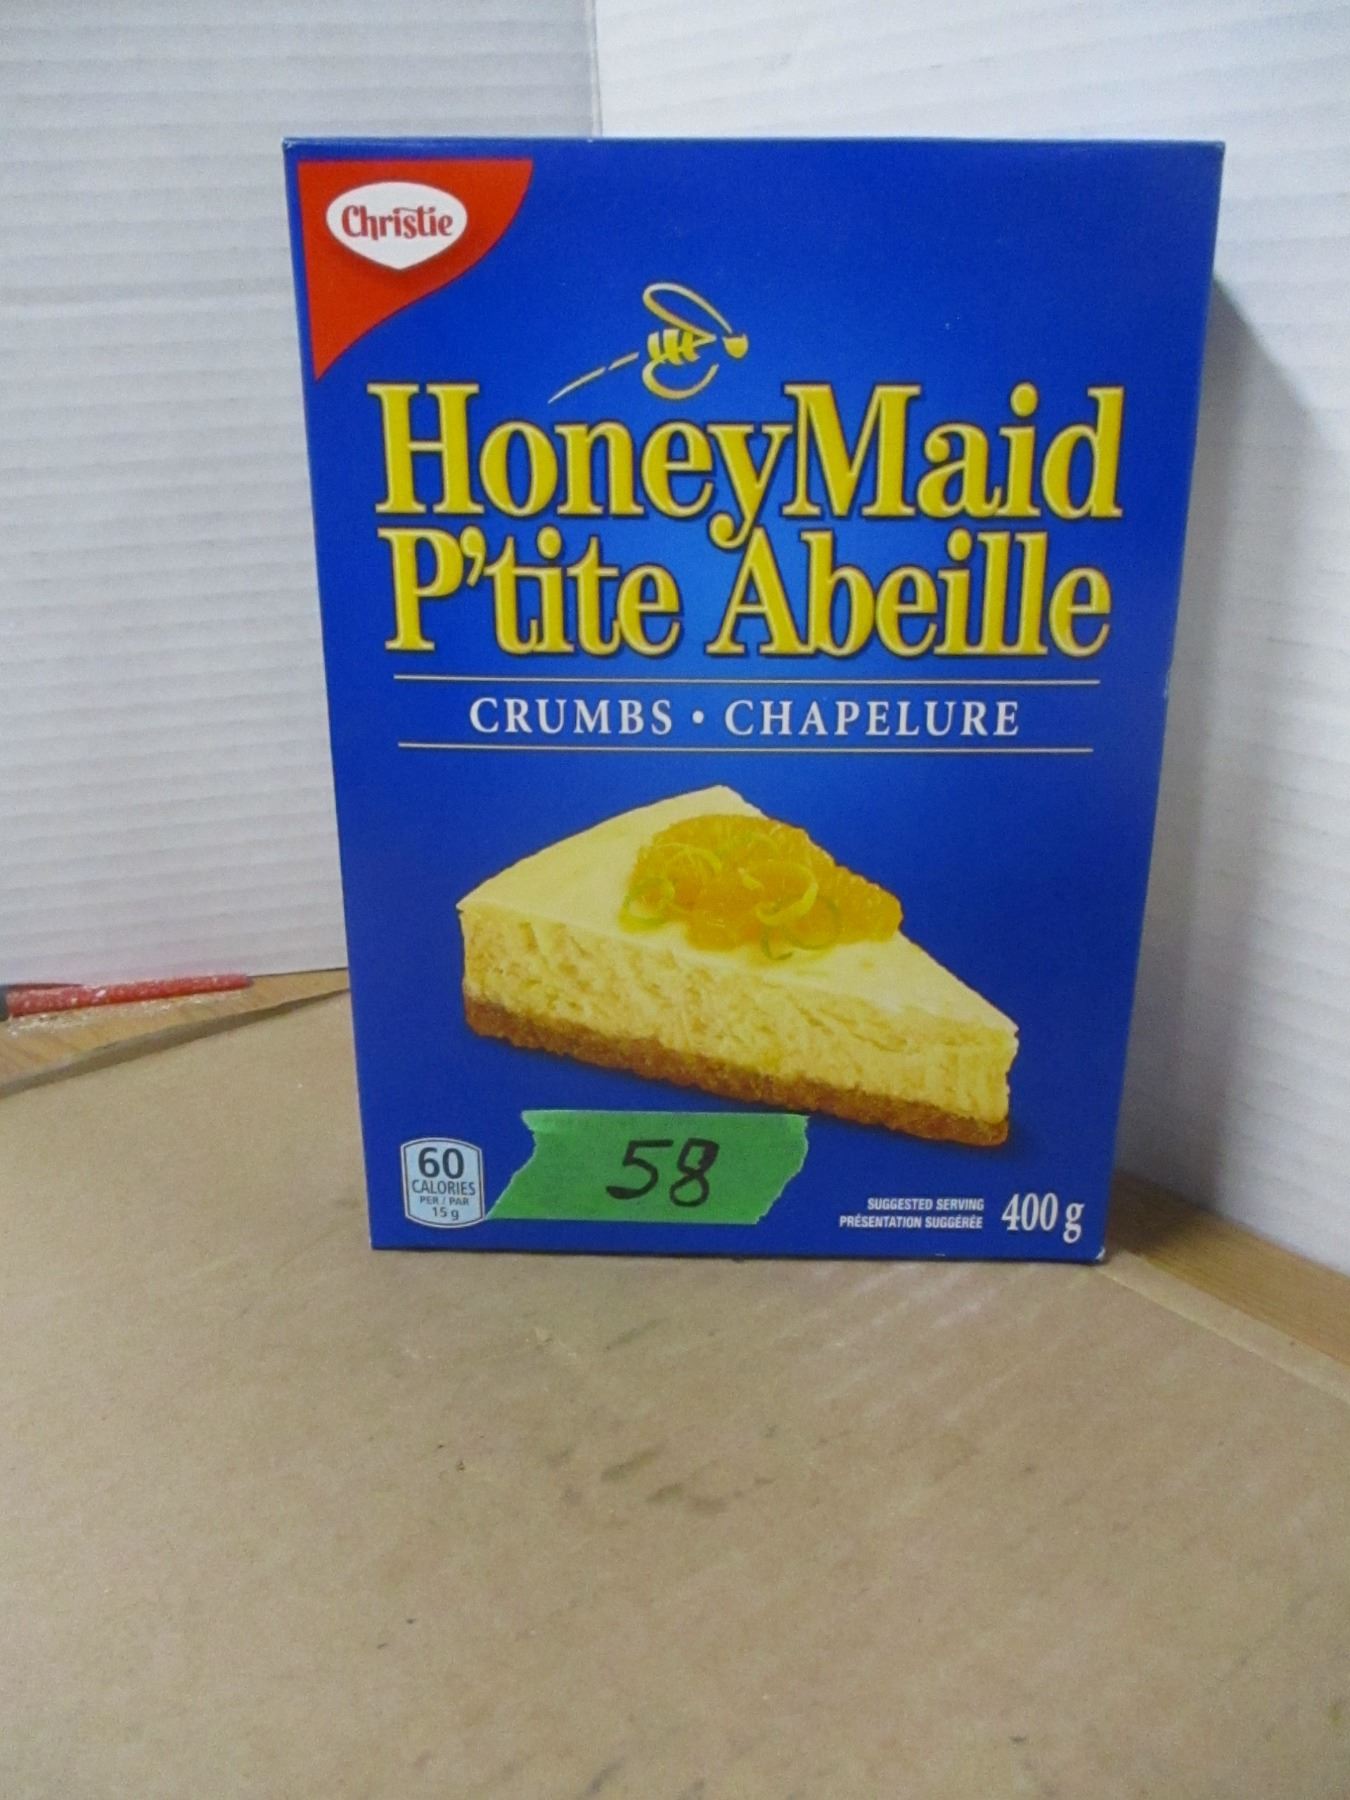 Christie
HoneyMaid
P'tite Abeille
CRUMBS • CHAPELURE
60
CALORIES
PER / PAR
15 g
58
SUGGESTED SERVING
PRÉSENTATION SUGGÉRÉE
400 g